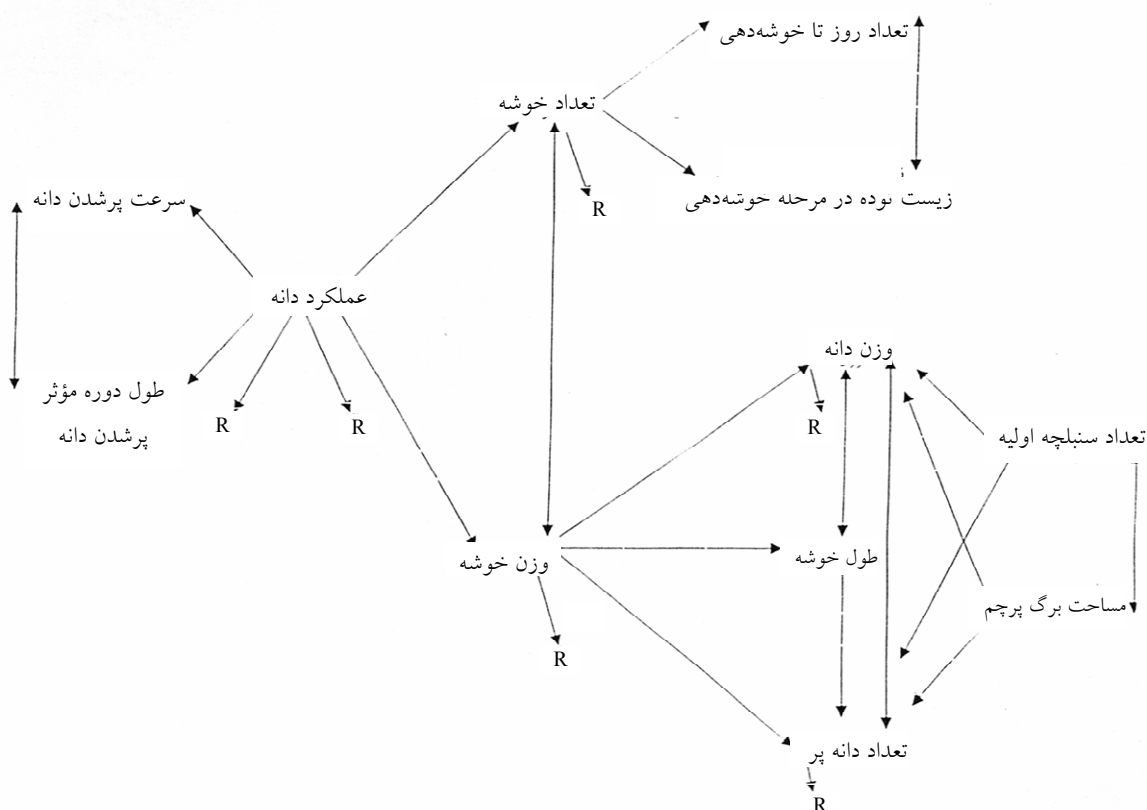 تعداد روز تا خوشه‌دهی
تعداد خوشه
زیست توده در مرحله خوشه‌دهی
R
سرعت پرشدن دانه
عملکرد دانه
وزن دانه
طول دوره مؤثر
پرشدن دانه
R
R
R
تعداد سنبلچه اولیه
وزن خوشه
طول خوشه
مساحت برگ پرچم
R
تعداد دانه پر
R